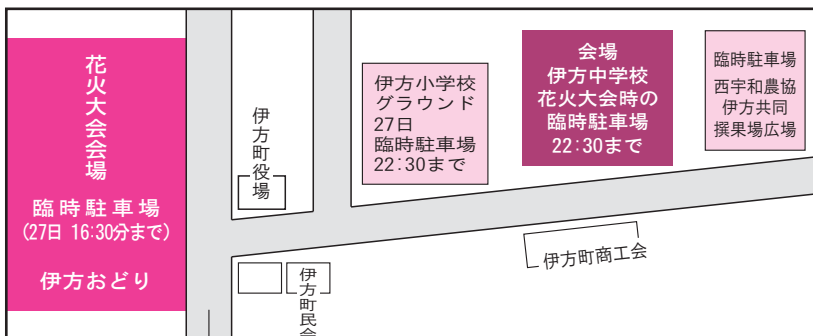 花火大会会場
臨時駐車場
(27日 16:30分まで)
伊方おどり
伊方町役場
伊方小学校
グラウンド
27日
臨時駐車場
22:30まで
会場
伊方中学校
花火大会時の
臨時駐車場
22:30まで
臨時駐車場
西宇和農協
伊方共同
撰果場広場
伊方町商工会
伊方町民会